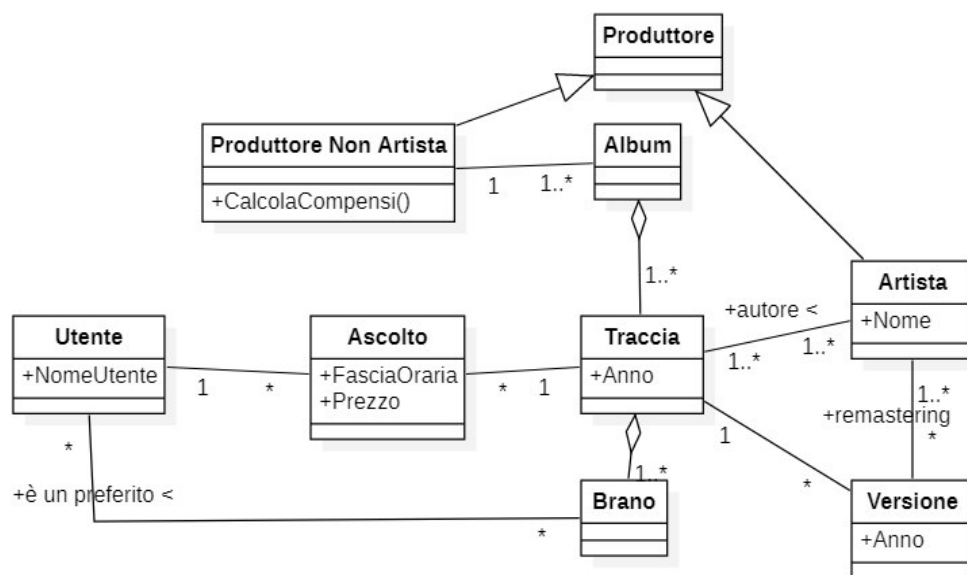 Produttore
Produttore Non Artista
+CalcolaCompensi()
1
1..*
Album
1..*
Utente
+NomeUtente
1
*
Ascolto
+FasciaOraria
+Prezzo
*
1
Traccia
+Anno
+autore <
1..*
1..*
Artista
+Nome
1..*
+remastering
*
1
*
1..*
*
+è un preferito <
*
Brano
Versione
+Anno